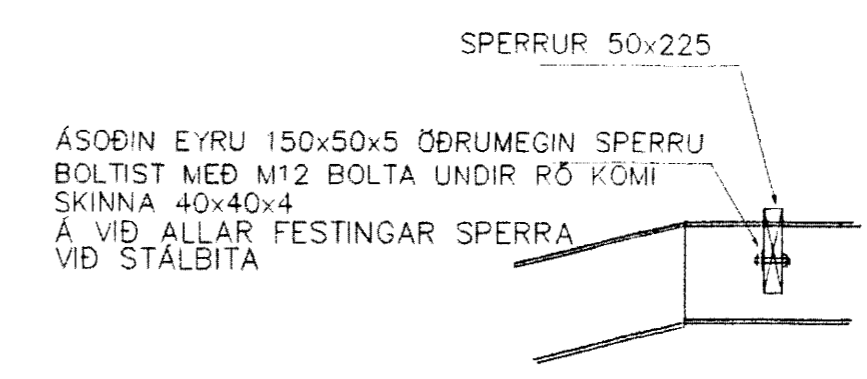 SPERRUR 50x225
ÁSOÐIN EYRU 150x50x5 ÖÐRUMEGIN SPERRU
BOLTIST MEÐ M12 BOLTA UNDIR RÓ KOMI
SKINNA 40x40x4
Á VIÐ ALLAR FESTINGAR SPERRA
VIÐ STÁLBITA